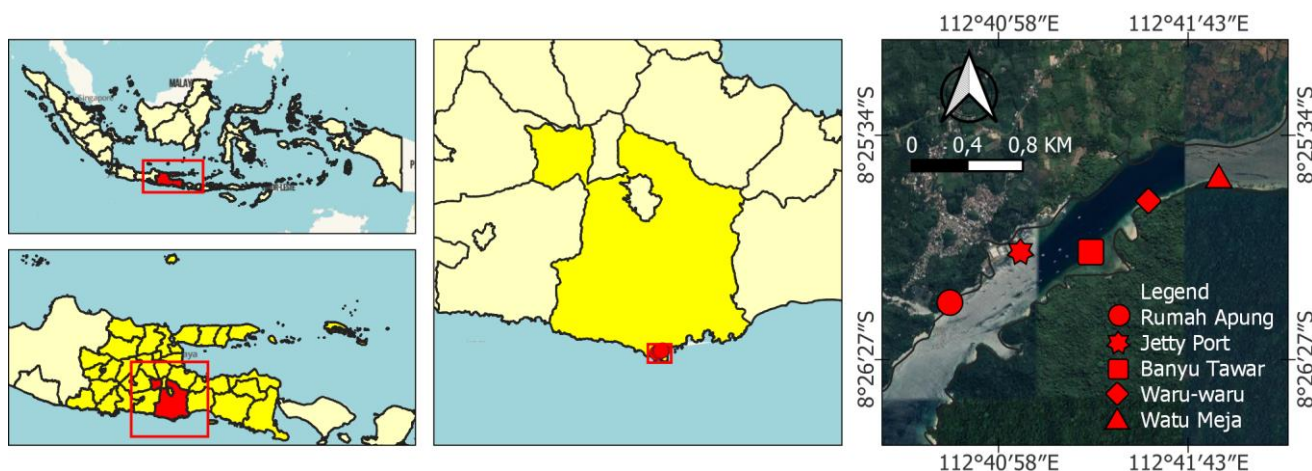 MALAY
Singapore
112°40′58″E 112°41′43″E
8°25′34″S
8°25′34″S
0 0,4 0,8 KM
Legend
Rumah Apung
Jetty Port
Banyu Tawar
Waru-waru
Watu Meja
8°26′27″S
8°26′27″S
112°40′58″E 112°41′43″E